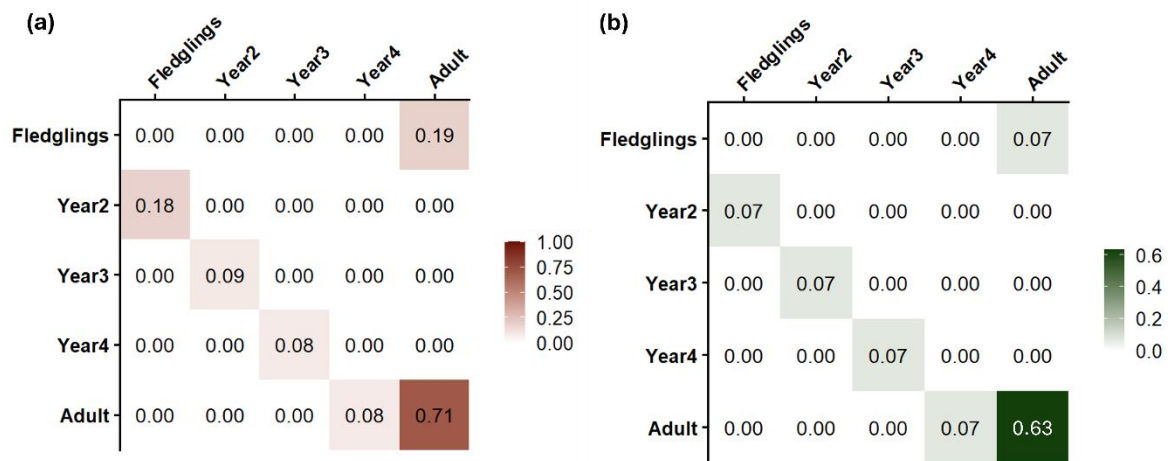 (a)
Fledglings Year2 Year3 Year4 Adult
Fledglings 0.00 0.00 0.00 0.00 0.19
Year2 0.18 0.00 0.00 0.00 0.00
Year3 0.00 0.09 0.00 0.00 0.00
Year4 0.00 0.00 0.08 0.00 0.00
Adult 0.00 0.00 0.00 0.08 0.71
1.00
0.75
0.50
0.25
0.00
(b)
Fledglings Year2 Year3 Year4 Adult
Fledglings 0.00 0.00 0.00 0.00 0.07
Year2 0.07 0.00 0.00 0.00 0.00
Year3 0.00 0.07 0.00 0.00 0.00
Year4 0.00 0.00 0.07 0.00 0.00
Adult 0.00 0.00 0.00 0.07 0.63
0.6
0.4
0.2
0.0